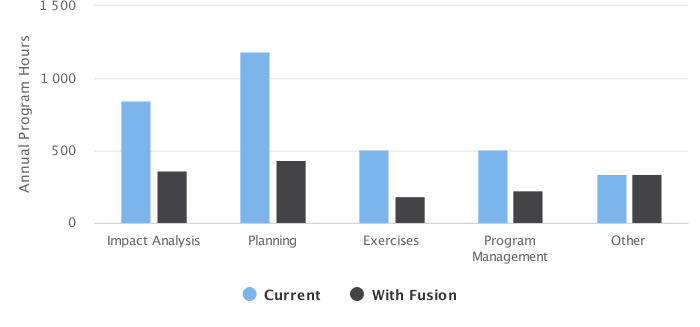 1 500
1 000
500
0
Annual Program Hours
Impact Analysis
Planning
Exercises
Program
Management
Other
Current
With Fusion